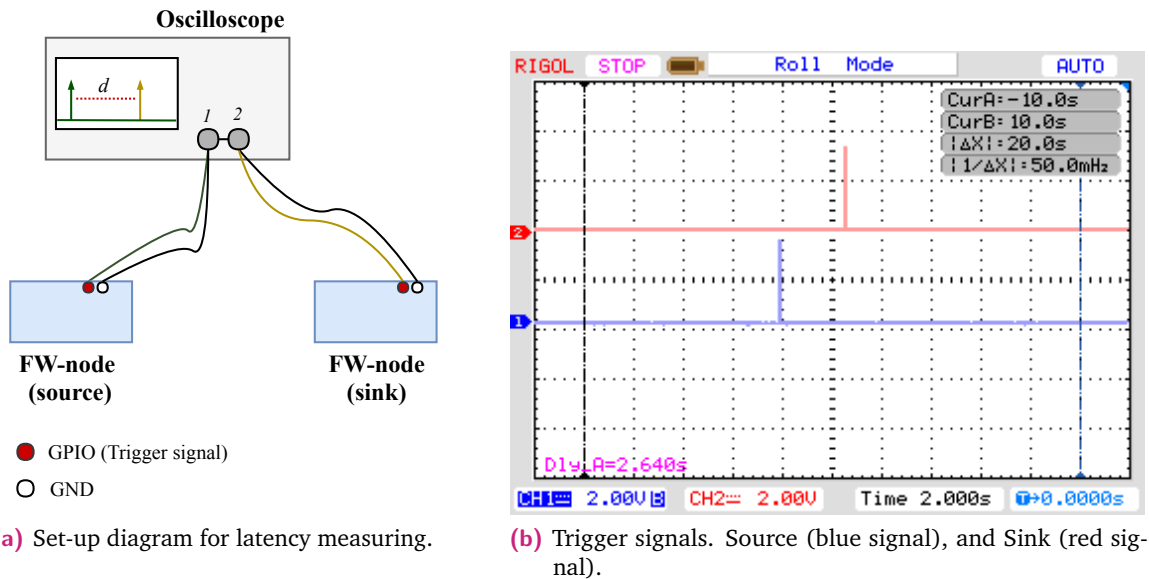 Oscilloscope
d
1 2
FW-node
(source)
FW-node
(sink)
GPIO (Trigger signal)
GND
a) Set-up diagram for latency measuring.
RIGOL STOP Roll Mode AUTO
CurA:-10.0s
CurB: 10.0s
|ΔX|:20.0s
|1/ΔX|:50.0mHz
2
1
Dly_A=2.640s
CH1 2.00V B CH2 2.00V Time 2.000s T→0.0000s
(b) Trigger signals. Source (blue signal), and Sink (red sig-
nal).